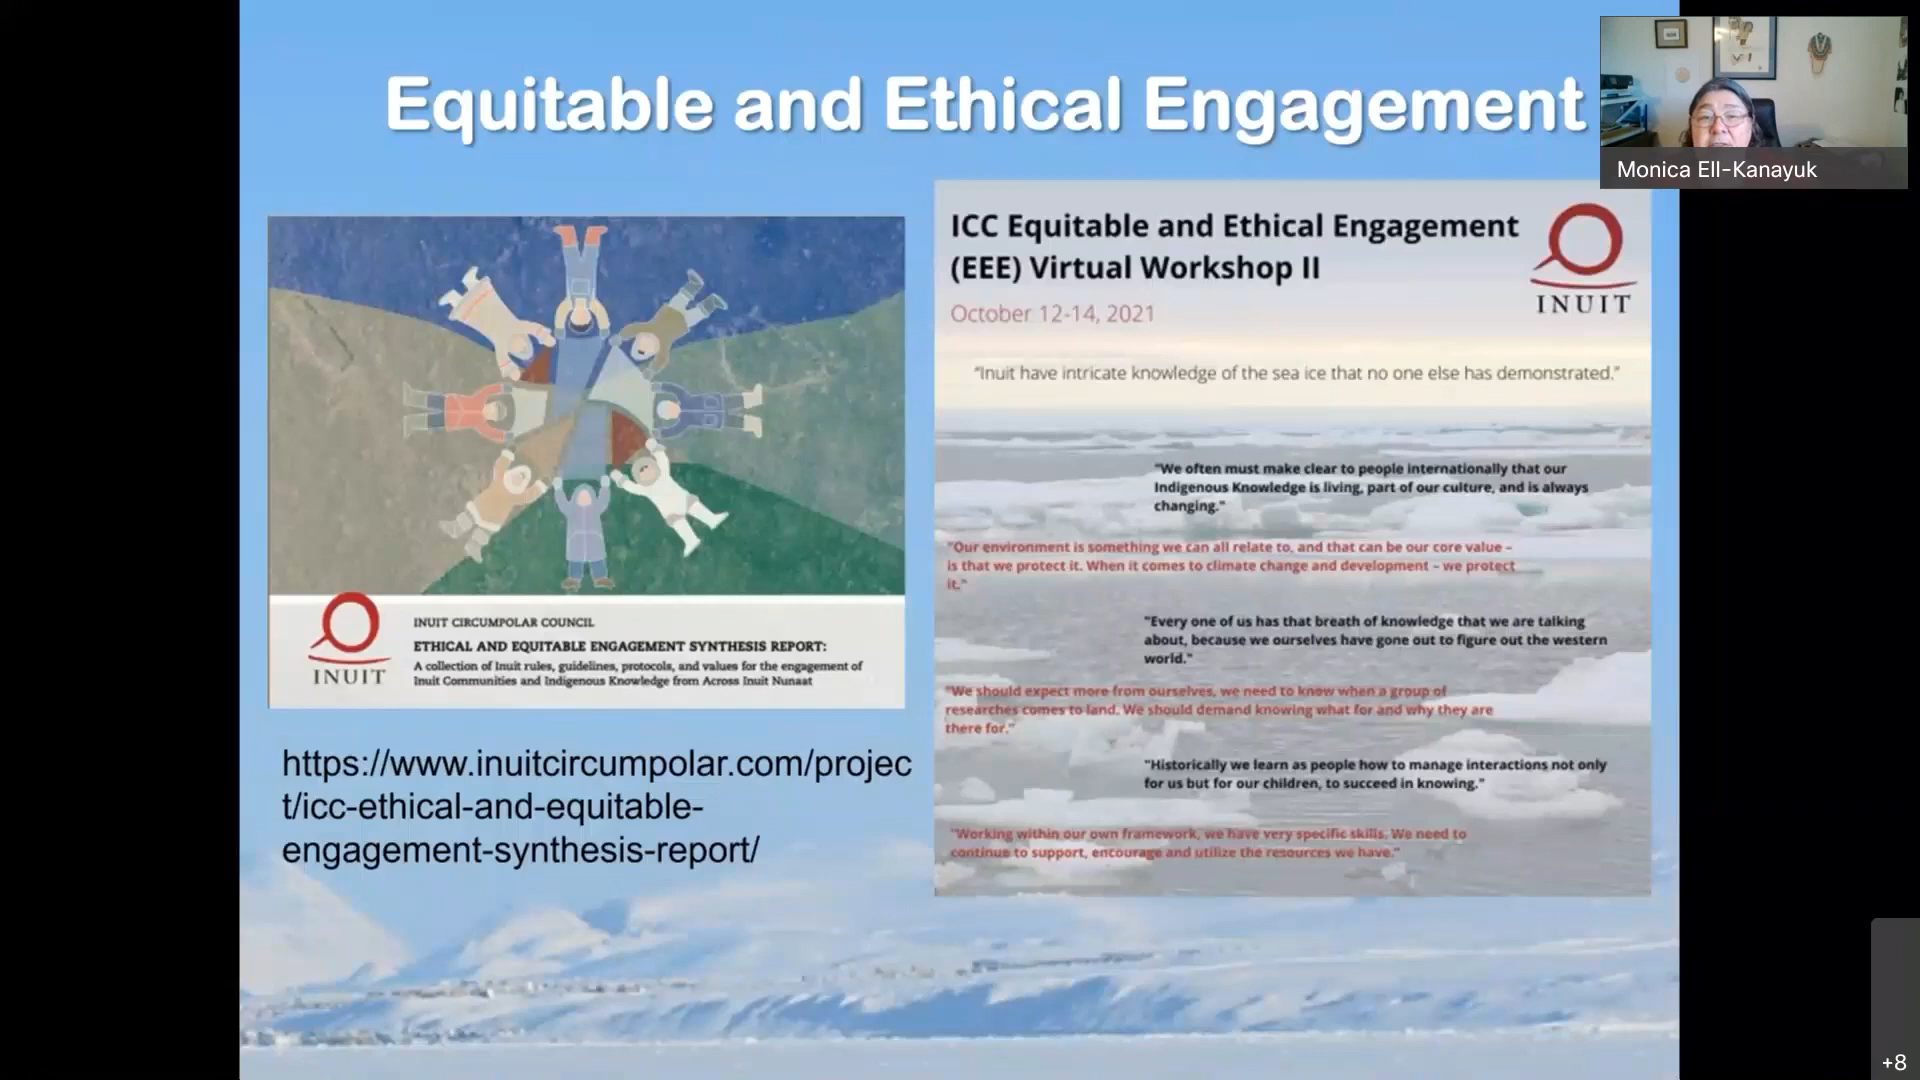 Equitable and Ethical Engagement
Monica Ell-Kanayuk
INUIT
INUIT CIRCUMPOLAR COUNCIL
ETHICAL AND EQUITABLE ENGAGEMENT SYNTHESIS REPORT:
A collection of Inuit rules, guidelines, protocols, and values for the engagement of
Inuit Communities and Indigenous Knowledge from Across Inuit Nunaat
https://www.inuitcircumpolar.com/projec
t/icc-ethical-and-equitable-
engagement-synthesis-report/
ICC Equitable and Ethical Engagement
(EEE) Virtual Workshop II
INUIT
October 12-14, 2021
"Inuit have intricate knowledge of the sea ice that no one else has demonstrated."
"We often must make clear to people internationally that our
Indigenous Knowledge is living, part of our culture, and is always
changing."
"Our environment is something we can all relate to, and that can be our core value –
is that we protect it. When it comes to climate change and development – we protect
it."
"Every one of us has that breath of knowledge that we are talking
about, because we ourselves have gone out to figure out the western
world."
"We should expect more from ourselves, we need to know when a group of
researches comes to land. We should demand knowing what for and why they are
there for."
"Historically we learn as people how to manage interactions not only
for us but for our children, to succeed in knowing."
"Working within our own framework, we have very specific skills. We need to
continue to support, encourage and utilize the resources we have."
+8